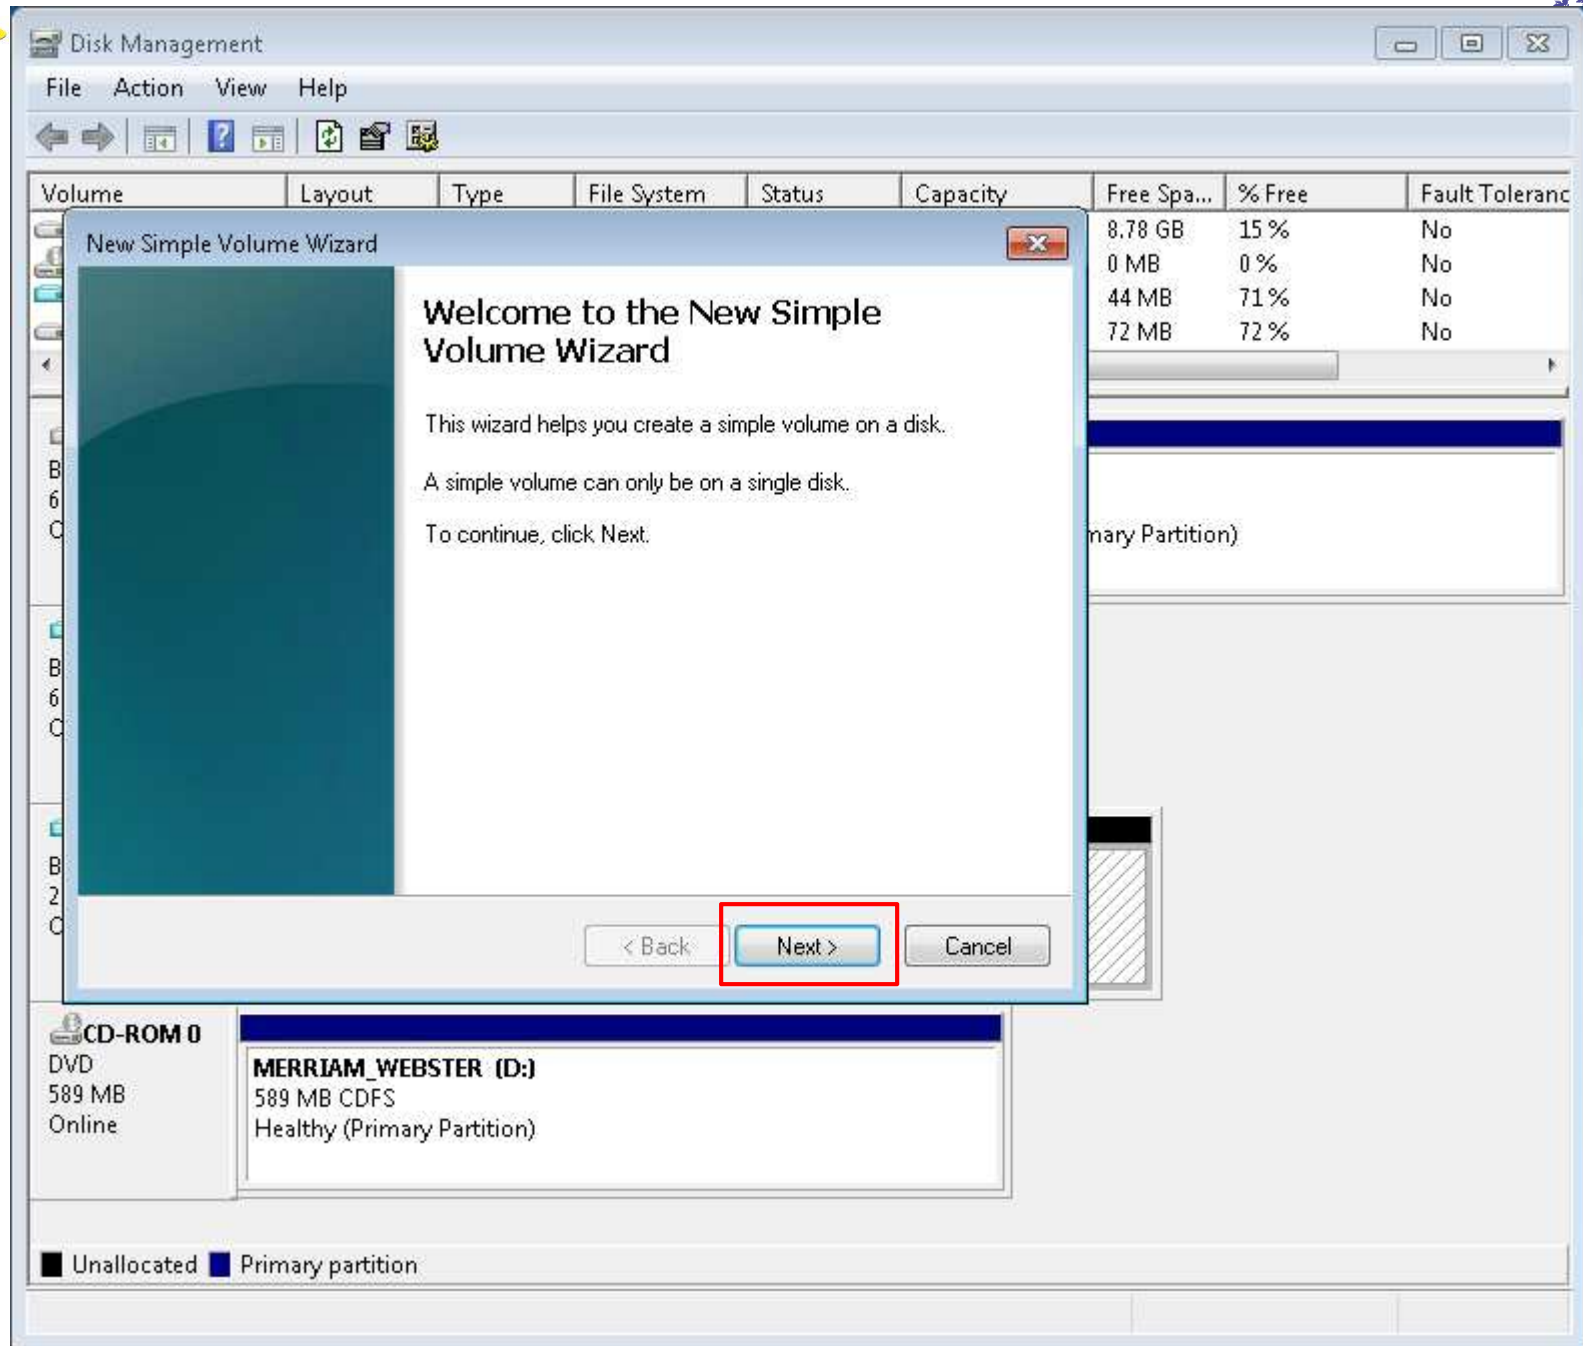 Disk Management
File Action View Help
Volume Layout Type File System Status Capacity Free Spa... % Free Fault Toleranc
8.78 GB 15 % No
0 MB 0 % No
44 MB 71 % No
72 MB 72 % No
New Simple Volume Wizard
Welcome to the New Simple
Volume Wizard
This wizard helps you create a simple volume on a disk.
A simple volume can only be on a single disk.
To continue, click Next.
< Back Next > Cancel
B
6
O
mary Partition)
B
6
O
B
2
O
CD-ROM 0
DVD
589 MB
Online
MERRIAM_WEBSTER (D:)
589 MB CDFS
Healthy (Primary Partition)
Unallocated Primary partition